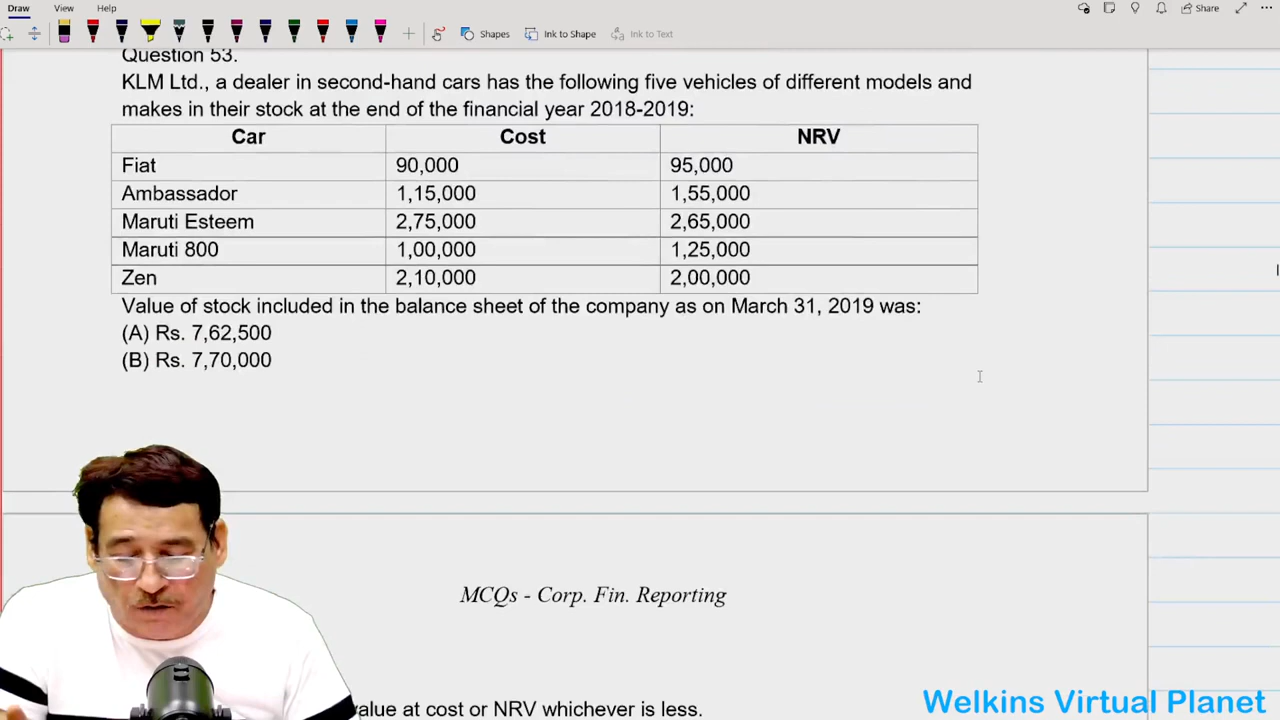 Draw View Help
Share
Shapes Ink to Shape Ink to Text
Question 53.
KLM Ltd., a dealer in second-hand cars has the following five vehicles of different models and
makes in their stock at the end of the financial year 2018-2019:
Car Cost NRV
Fiat 90,000 95,000
Ambassador 1,15,000 1,55,000
Maruti Esteem 2,75,000 2,65,000
Maruti 800 1,00,000 1,25,000
Zen 2,10,000 2,00,000
Value of stock included in the balance sheet of the company as on March 31, 2019 was:
(A) Rs. 7,62,500
(B) Rs. 7,70,000
MCQs - Corp. Fin. Reporting
at cost or NRV whichever is less.
Welkins Virtual Planet